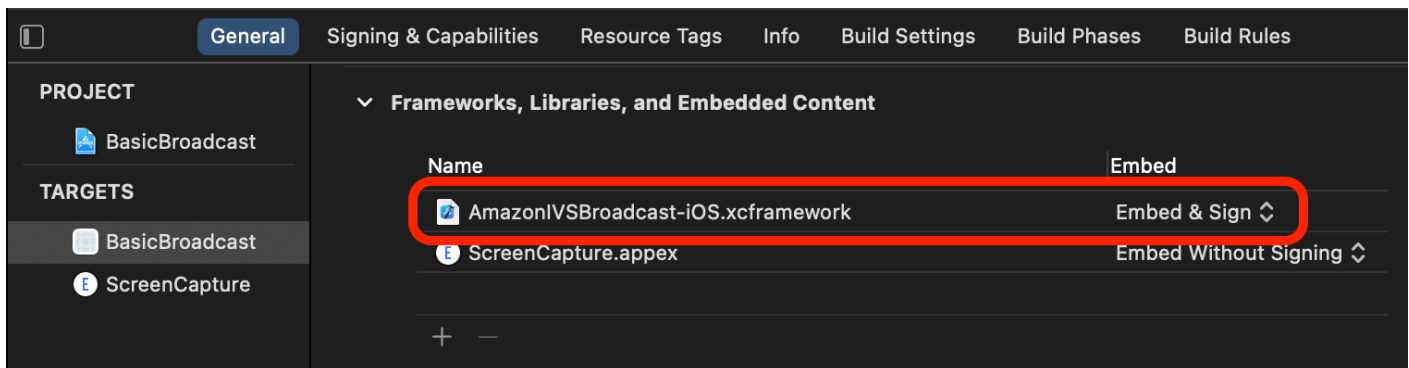 General Signing & Capabilities Resource Tags Info Build Settings Build Phases Build Rules
PROJECT
BasicBroadcast
TARGETS
BasicBroadcast
E ScreenCapture
Frameworks, Libraries, and Embedded Content
Name Embed
AmazonIVSBroadcast-iOS.xcframework Embed & Sign
E ScreenCapture.appex Embed Without Signing